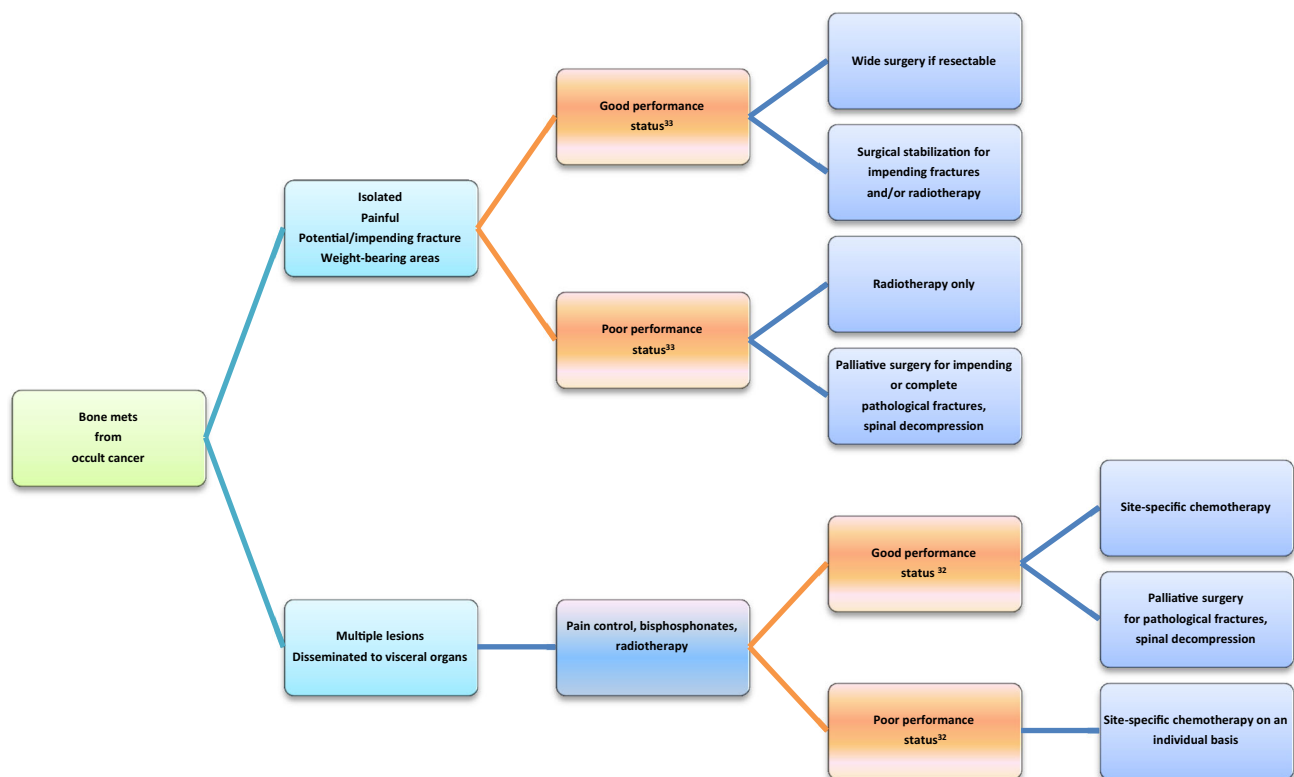 Bone mets
from
occult cancer
Isolated
Painful
Potential/impending fracture
Weight-bearing areas
Good performance
status³³
Wide surgery if resectable
Surgical stabilization for
impending fractures
and/or radiotherapy
Poor performance
status³³
Radiotherapy only
Palliative surgery for impending
or complete
pathological fractures,
spinal decompression
Multiple lesions
Disseminated to visceral organs
Pain control, bisphosphonates,
radiotherapy
Good performance
status ³²
Site-specific chemotherapy
Palliative surgery
for pathological fractures,
spinal decompression
Poor performance
status³²
Site-specific chemotherapy on an
individual basis